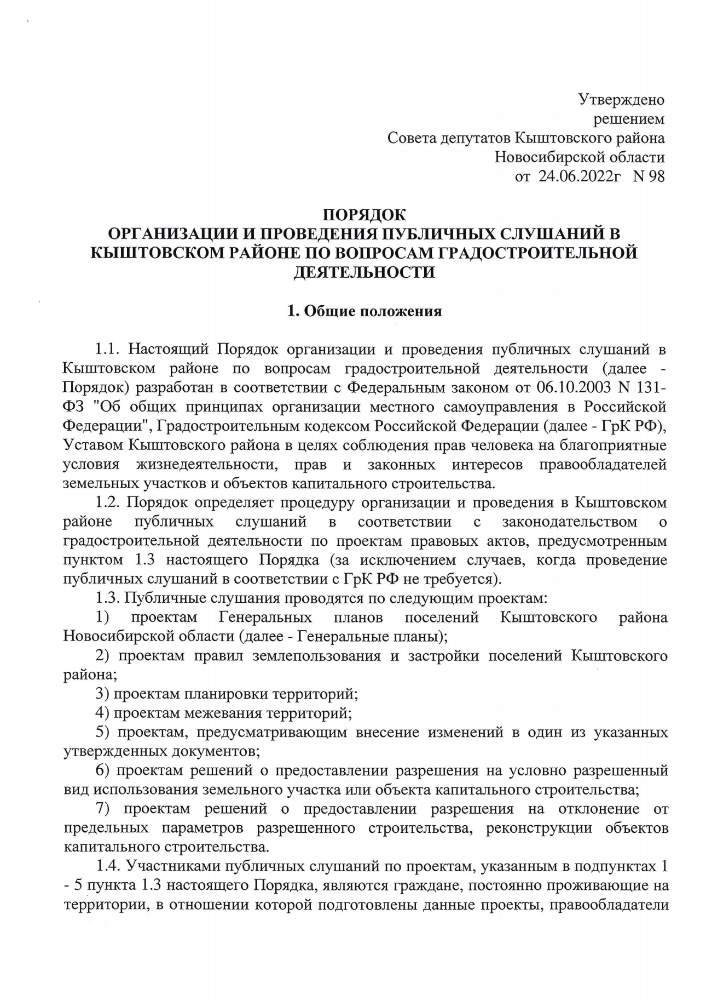 Утверждено
решением
Совета депутатов Кыштовского района
Новосибирской области
от 24.06.2022г N 98
ПОРЯДОК
ОРГАНИЗАЦИИ И ПРОВЕДЕНИЯ ПУБЛИЧНЫХ СЛУШАНИЙ В
КЫШТОВСКОМ РАЙОНЕ ПО ВОПРОСАМ ГРАДОСТРОИТЕЛЬНОЙ
ДЕЯТЕЛЬНОСТИ
1. Общие положения
1.1. Настоящий Порядок организации и проведения публичных слушаний в
Кыштовском районе по вопросам градостроительной деятельности (далее -
Порядок) разработан в соответствии с Федеральным законом от 06.10.2003 N 131-
ФЗ "Об общих принципах организации местного самоуправления в Российской
Федерации", Градостроительным кодексом Российской Федерации (далее - ГрК РФ),
Уставом Кыштовского района в целях соблюдения прав человека на благоприятные
условия жизнедеятельности, прав и законных интересов правообладателей
земельных участков и объектов капитального строительства.
1.2. Порядок определяет процедуру организации и проведения в Кыштовском
районе публичных слушаний в соответствии с законодательством о
градостроительной деятельности по проектам правовых актов, предусмотренным
пунктом 1.3 настоящего Порядка (за исключением случаев, когда проведение
публичных слушаний в соответствии с ГрК РФ не требуется).
1.3. Публичные слушания проводятся по следующим проектам:
1) проектам Генеральных планов поселений Кыштовского района
Новосибирской области (далее - Генеральные планы);
2) проектам правил землепользования и застройки поселений Кыштовского
района;
3) проектам планировки территорий;
4) проектам межевания территорий;
5) проектам, предусматривающим внесение изменений в один из указанных
утвержденных документов;
6) проектам решений о предоставлении разрешения на условно разрешенный
вид использования земельного участка или объекта капитального строительства;
7) проектам решений о предоставлении разрешения на отклонение от
предельных параметров разрешенного строительства, реконструкции объектов
капитального строительства.
1.4. Участниками публичных слушаний по проектам, указанным в подпунктах 1
- 5 пункта 1.3 настоящего Порядка, являются граждане, постоянно проживающие на
территории, в отношении которой подготовлены данные проекты, правообладатели